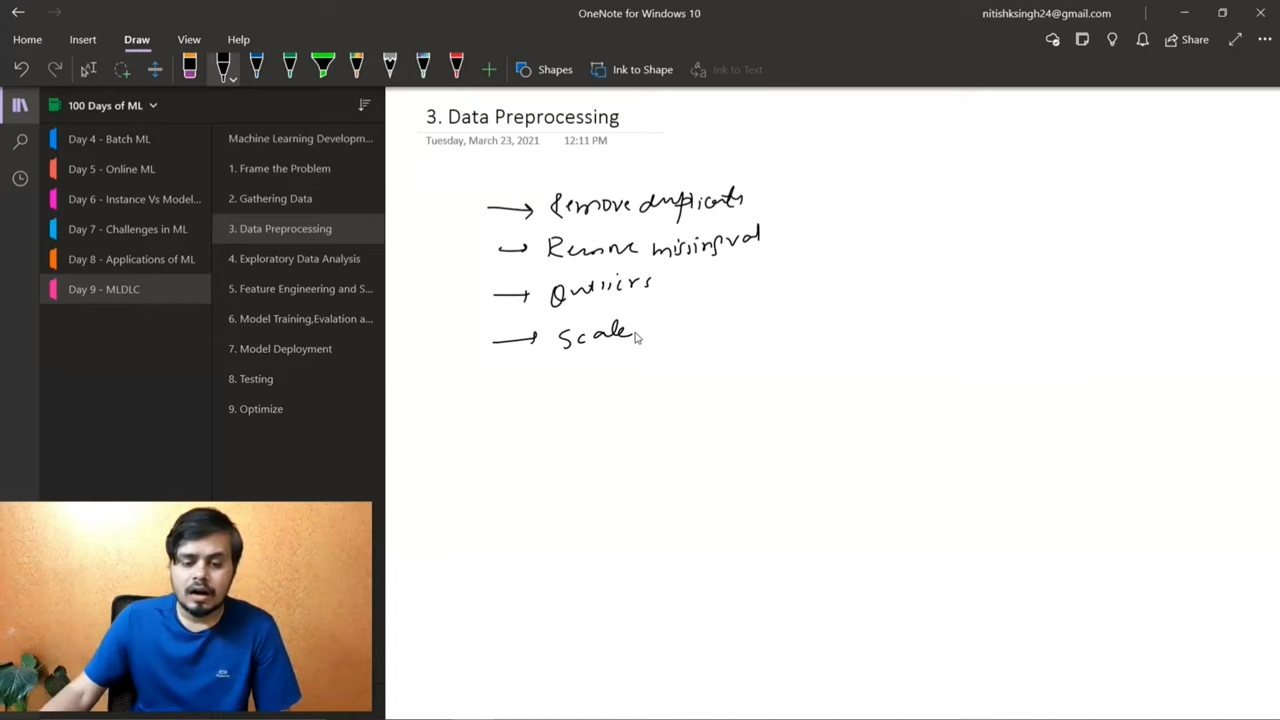 OneNote for Windows 10
nitishksingh24@gmail.com
Home Insert Draw View Help
Share
Shapes Ink to Shape Ink to Text
100 Days of ML
Day 4 - Batch ML
Day 5 - Online ML
Day 6 - Instance Vs Model...
Day 7 - Challenges in ML
Day 8 - Applications of ML
Day 9 - MLDLC
Machine Learning Developm...
1. Frame the Problem
2. Gathering Data
3. Data Preprocessing
4. Exploratory Data Analysis
5. Feature Engineering and S...
6. Model Training,Evalation a...
7. Model Deployment
8. Testing
9. Optimize
3. Data Preprocessing
Tuesday, March 23, 2021 12:11 PM
→ Remove duplicates
→ Remove missing val
→ Outliers
→ Scale